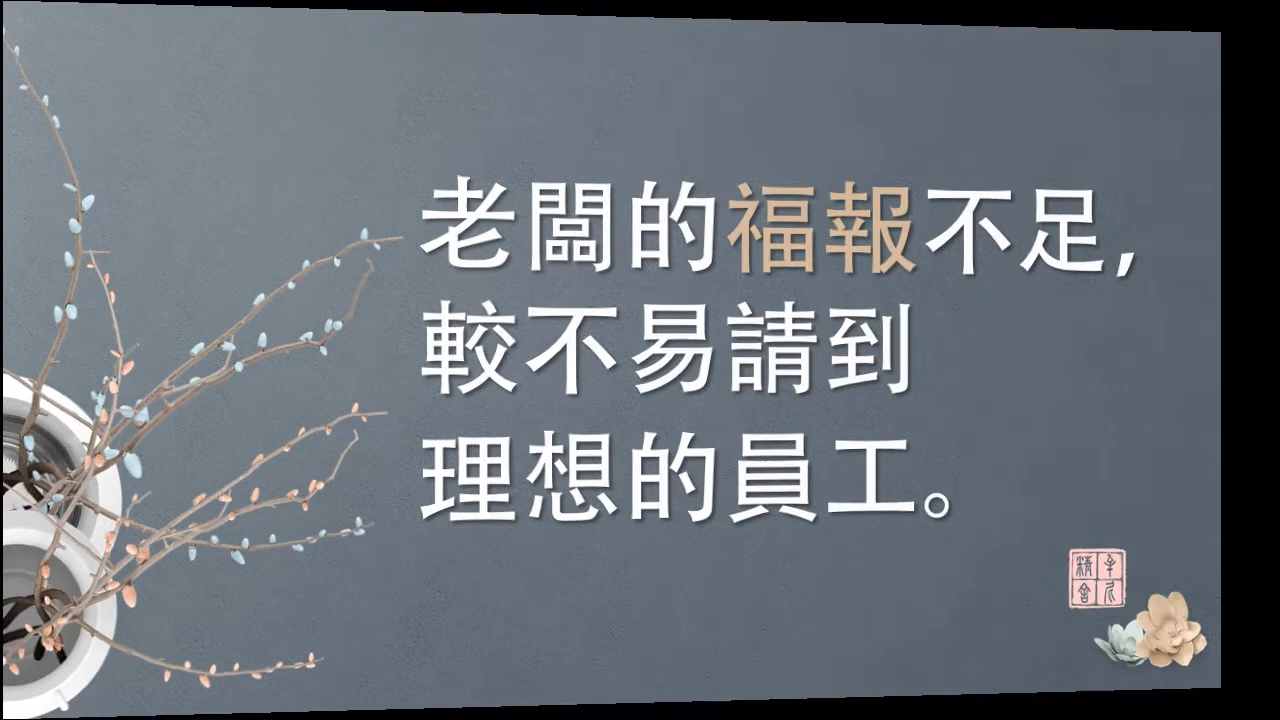 老闆的福報不足,
較不易請到
理想的員工。